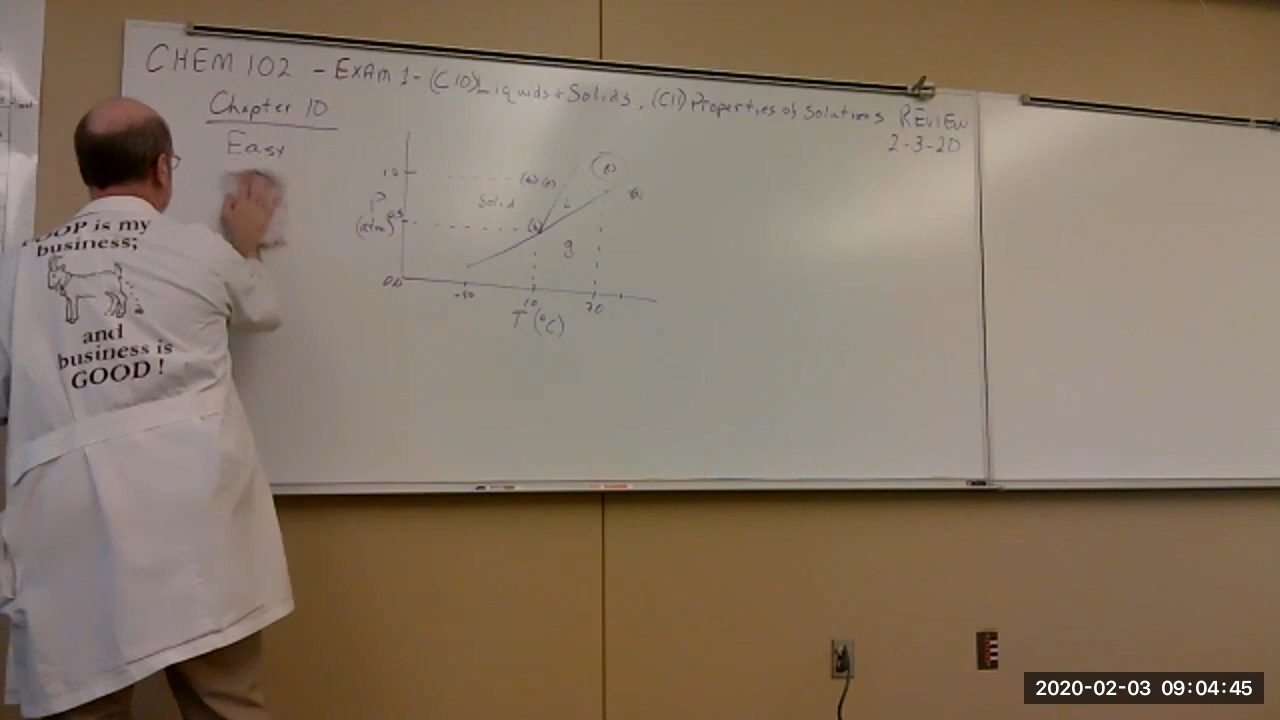 CHEM 102 - EXAM 1 - (C10) Liquids + Solids, (C11) Properties of Solutions REVIEW
2-3-20
Chapter 10
Easy
1.0
Solid
L
P
(atm)
0.5
(b)
g
0.0
-40
10
70
T (°C)
POOP is my
business;
and
business is
GOOD!
2020-02-03 09:04:45